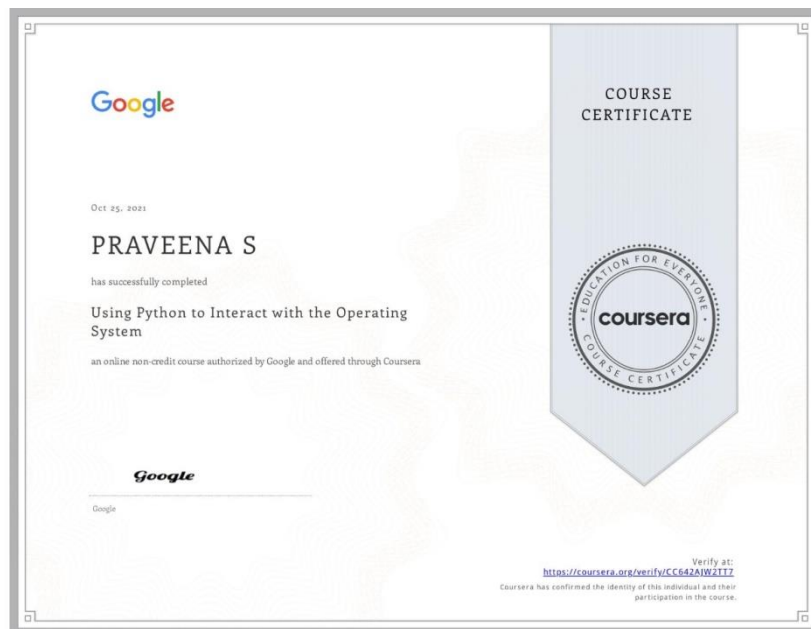 Google
COURSE
CERTIFICATE
Oct 25, 2021
PRAVEENA S
has successfully completed
Using Python to Interact with the Operating
System
an online non-credit course authorized by Google and offered through Coursera
EDUCATION FOR EVERYONE
coursera
COURSE CERTIFICATE
Google
Google
Verify at:
https://coursera.org/verify/CC642AJW2TT7
Coursera has confirmed the identity of this individual and their
participation in the course.